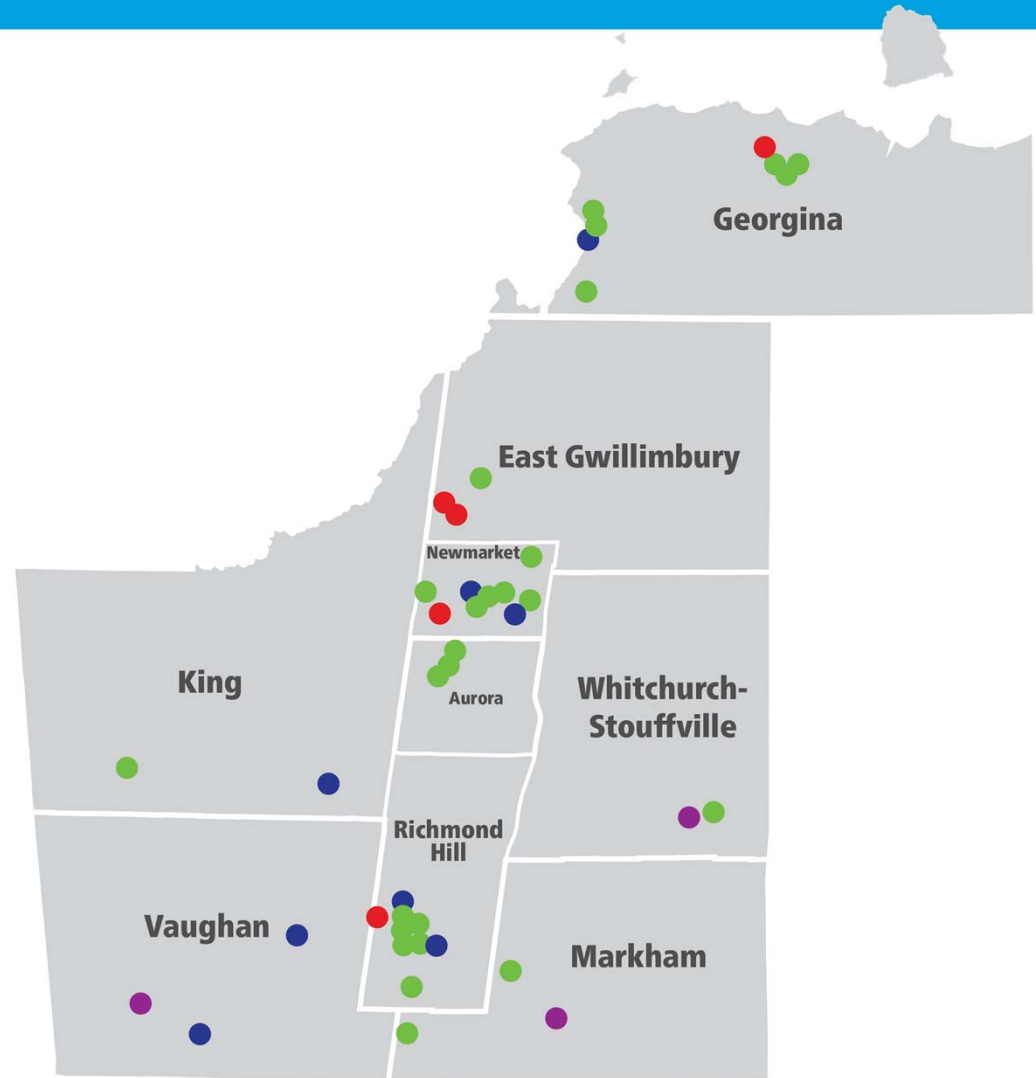 Georgina
East Gwillimbury
Newmarket
King
Aurora
Whitchurch-
Stouffville
Richmond
Hill
Vaughan
Markham